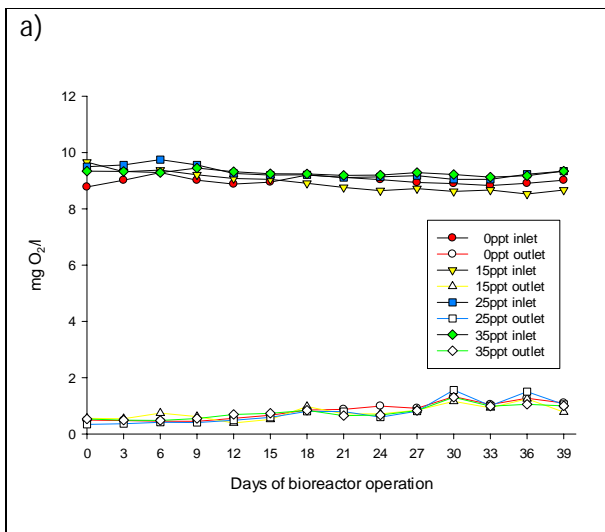 a)
12
10
8
6
4
2
0
mg O₂/l
0ppt inlet
0ppt outlet
15ppt inlet
15ppt outlet
25ppt inlet
25ppt outlet
35ppt inlet
35ppt outlet
0 3 6 9 12 15 18 21 24 27 30 33 36 39
Days of bioreactor operation